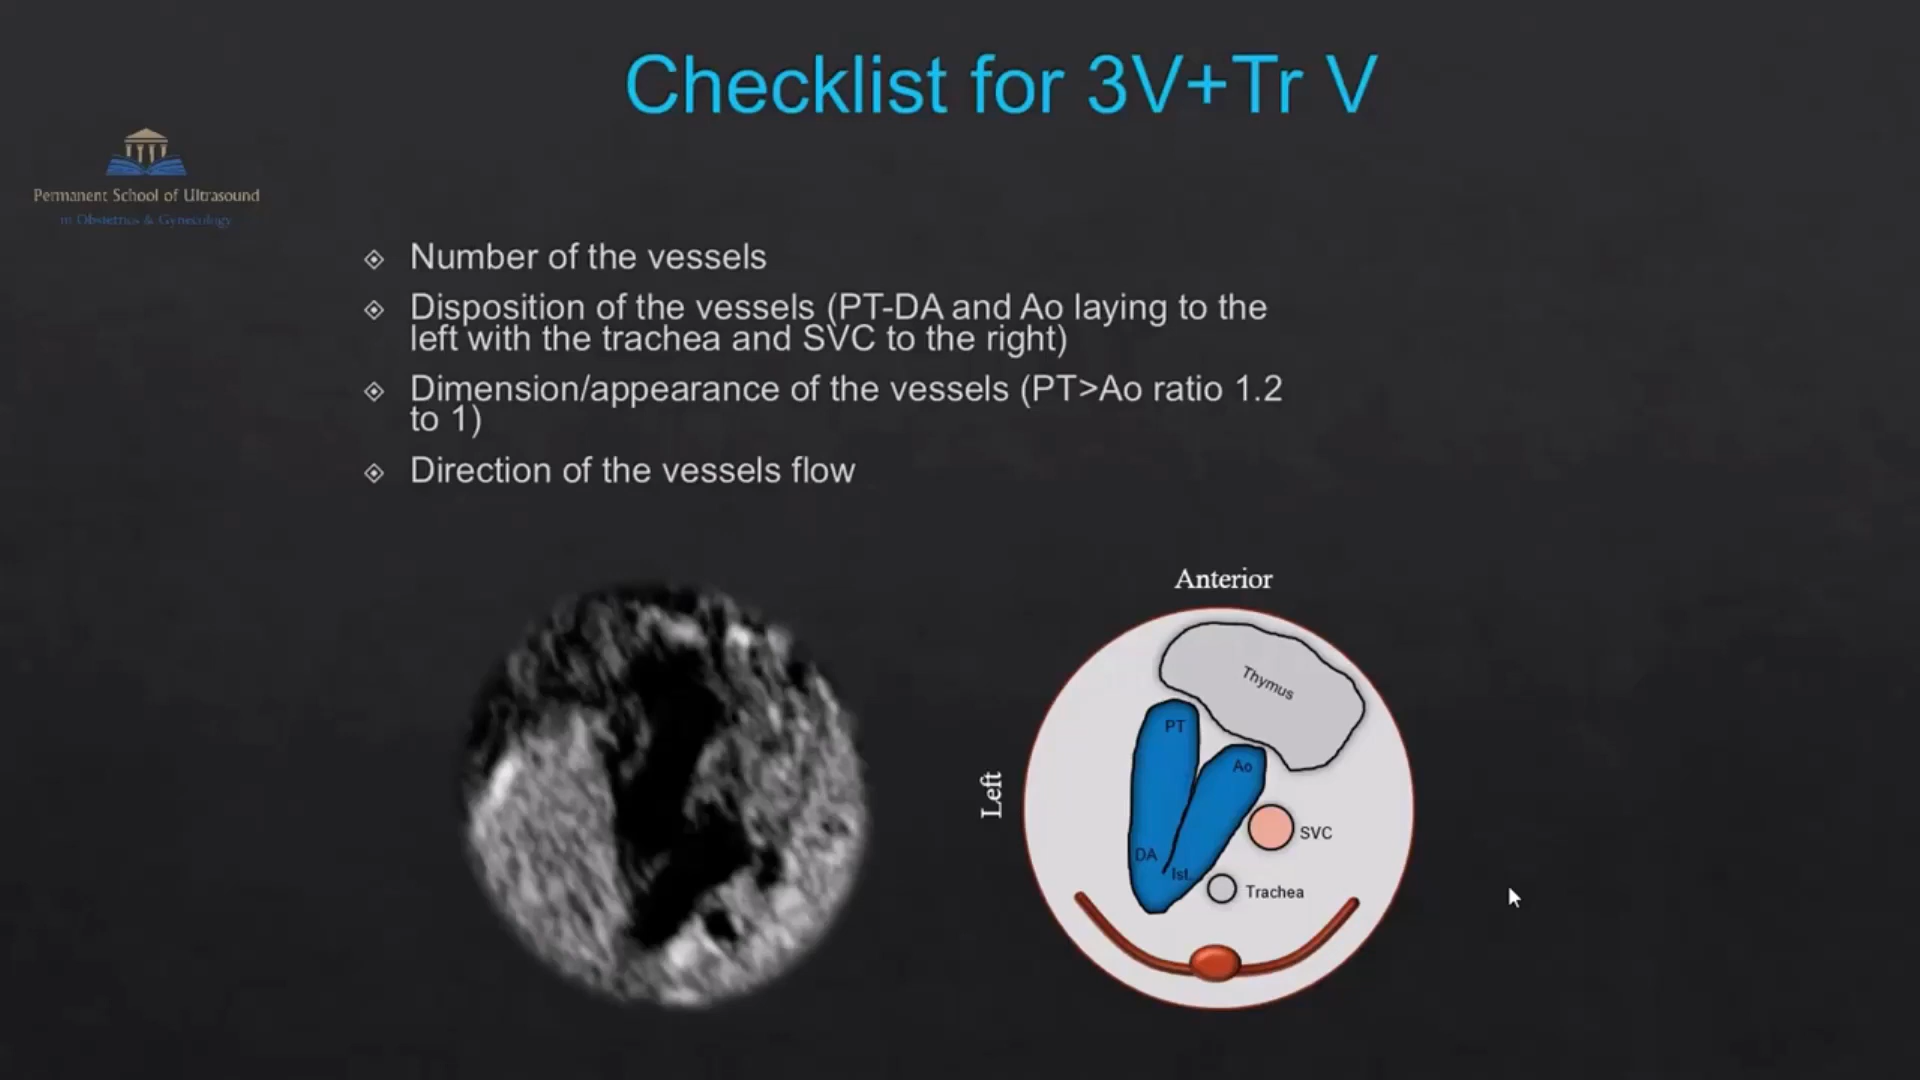 Checklist for 3V+Tr V
Permanent School of Ultrasound
in Obstetrics & Gynecology
Number of the vessels
Disposition of the vessels (PT-DA and Ao laying to the
left with the trachea and SVC to the right)
Dimension/appearance of the vessels (PT>Ao ratio 1.2
to 1)
Direction of the vessels flow
Anterior
Thymus
PT
Ao
Left
SVC
DA
Ist.
Trachea